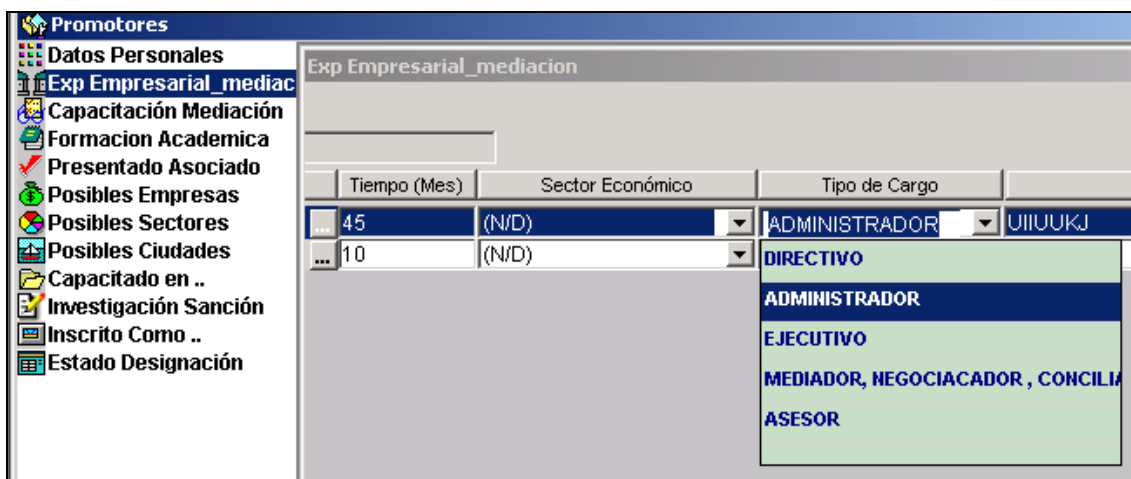 Promotores
Datos Personales
Exp Empresarial_mediac
Capacitación Mediación
Formacion Academica
Presentado Asociado
Posibles Empresas
Posibles Sectores
Posibles Ciudades
Capacitado en ..
Investigación Sanción
Inscrito Como ..
Estado Designación
Exp Empresarial_mediacion
Tiempo (Mes) Sector Económico Tipo de Cargo
... 45 (N/D) ADMINISTRADOR UIIUUKJ
... 10 (N/D)
DIRECTIVO
ADMINISTRADOR
EJECUTIVO
MEDIADOR, NEGOCIACADOR , CONCILIA
ASESOR